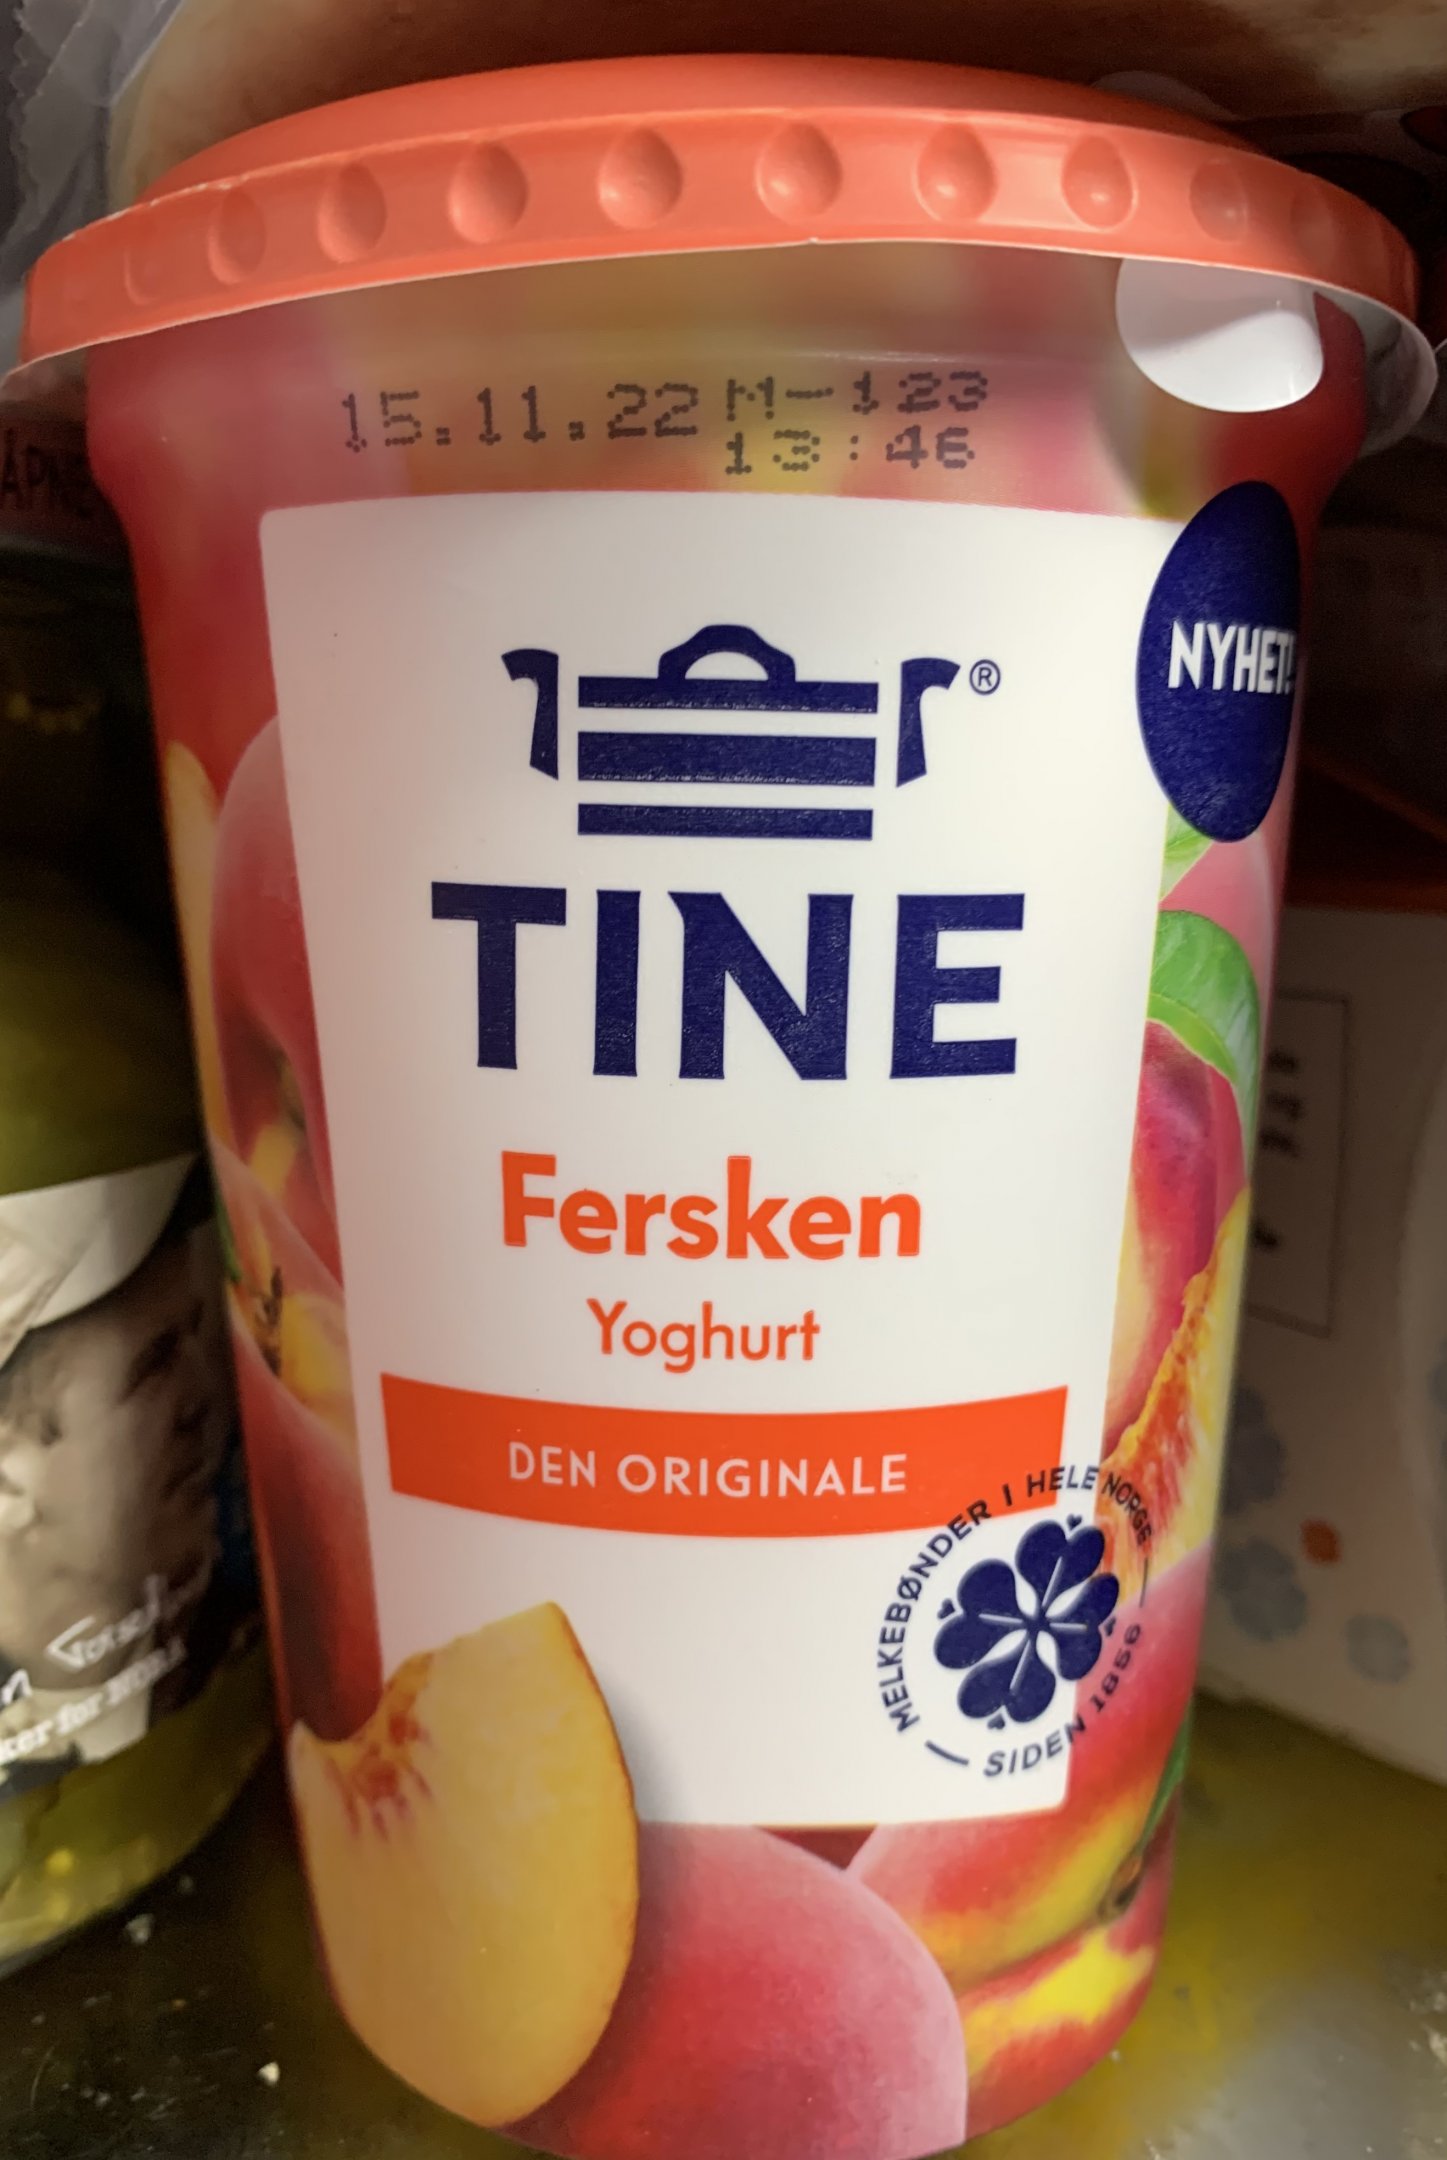 15.11.22 M-123
13:46
NYHET!
®
TINE
Fersken
Yoghurt
DEN ORIGINALE
MELKEBØNDER I HELE NORGE
SIDEN 1856